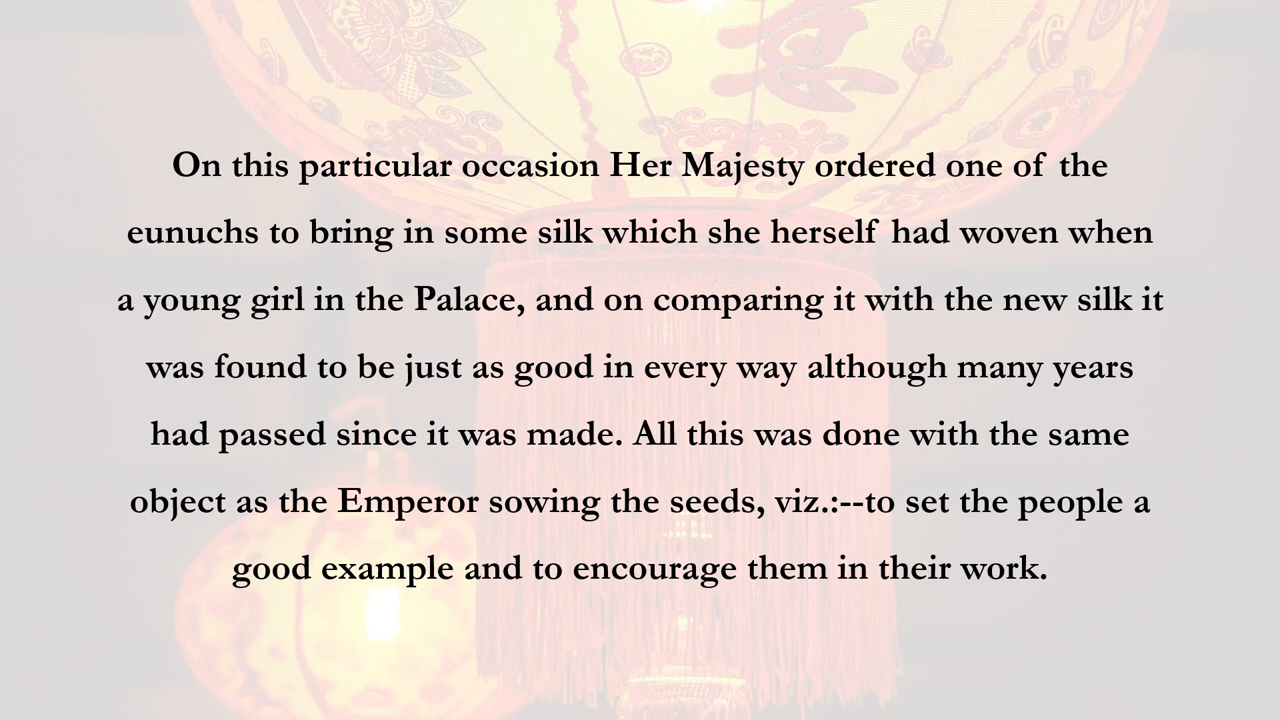 On this particular occasion Her Majesty ordered one of the
eunuchs to bring in some silk which she herself had woven when
a young girl in the Palace, and on comparing it with the new silk it
was found to be just as good in every way although many years
had passed since it was made. All this was done with the same
object as the Emperor sowing the seeds, viz.:--to set the people a
good example and to encourage them in their work.